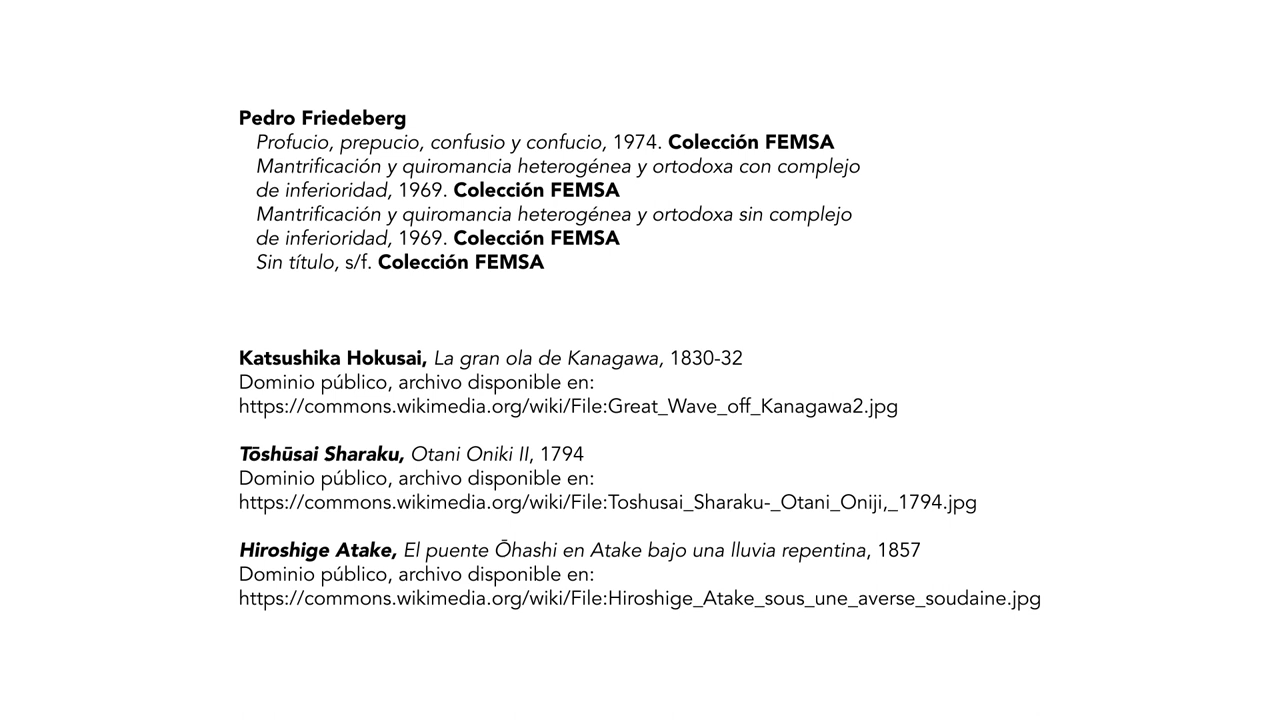 Pedro Friedeberg
Profucio, prepucio, confusio y confucio, 1974. Colección FEMSA
Mantrificación y quiromancia heterogénea y ortodoxa con complejo
de inferioridad, 1969. Colección FEMSA
Mantrificación y quiromancia heterogénea y ortodoxa sin complejo
de inferioridad, 1969. Colección FEMSA
Sin título, s/f. Colección FEMSA
Katsushika Hokusai, La gran ola de Kanagawa, 1830-32
Dominio público, archivo disponible en:
https://commons.wikimedia.org/wiki/File:Great_Wave_off_Kanagawa2.jpg
Tōshūsai Sharaku, Otani Oniki II, 1794
Dominio público, archivo disponible en:
https://commons.wikimedia.org/wiki/File:Toshusai_Sharaku-_Otani_Oniji,_1794.jpg
Hiroshige Atake, El puente Ōhashi en Atake bajo una lluvia repentina, 1857
Dominio público, archivo disponible en:
https://commons.wikimedia.org/wiki/File:Hiroshige_Atake_sous_une_averse_soudaine.jpg